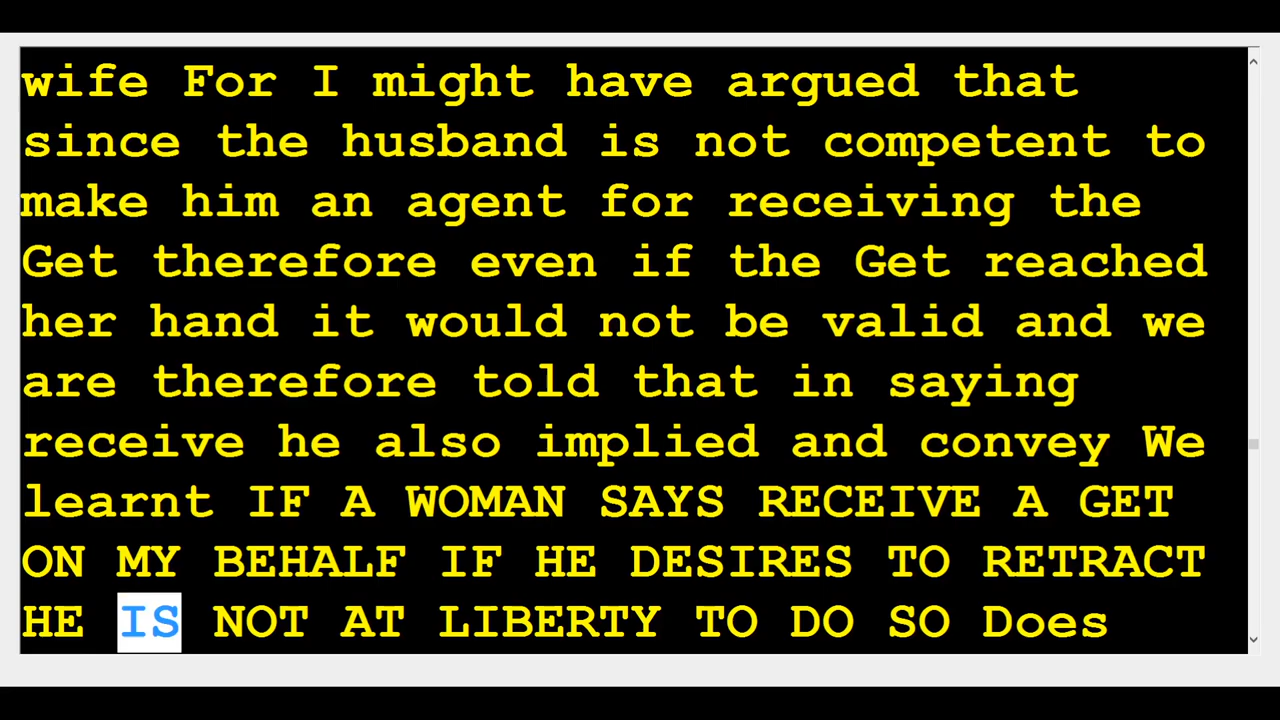 wife For I might have argued that
since the husband is not competent to
make him an agent for receiving the
Get therefore even if the Get reached
her hand it would not be valid and we
are therefore told that in saying
receive he also implied and convey We
learnt IF A WOMAN SAYS RECEIVE A GET
ON MY BEHALF IF HE DESIRES TO RETRACT
HE IS NOT AT LIBERTY TO DO SO Does